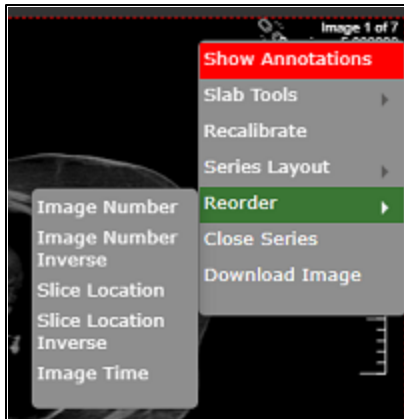 Image 1 of 7
Show Annotations
Slab Tools
Recalibrate
Series Layout
Reorder
Close Series
Download Image
Image Number
Image Number
Inverse
Slice Location
Slice Location
Inverse
Image Time